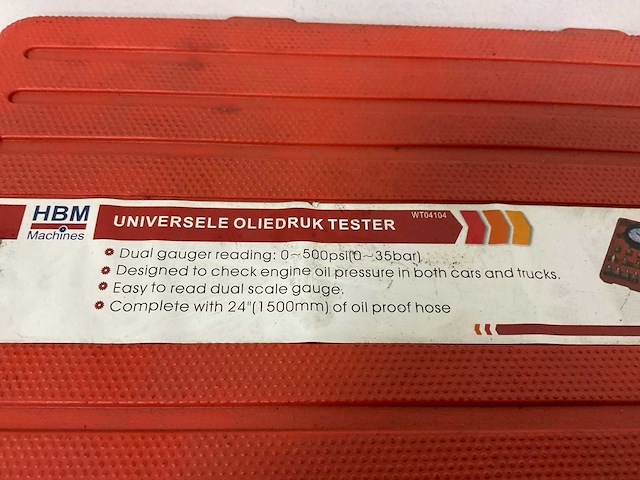 HBM
Machines
UNIVERSELE OLIEDRUK TESTER
WT04104
Dual gauger reading: 0~500psi(0~35bar)
Designed to check engine oil pressure in both cars and trucks.
Easy to read dual scale gauge.
Complete with 24"(1500mm) of oil proof hose